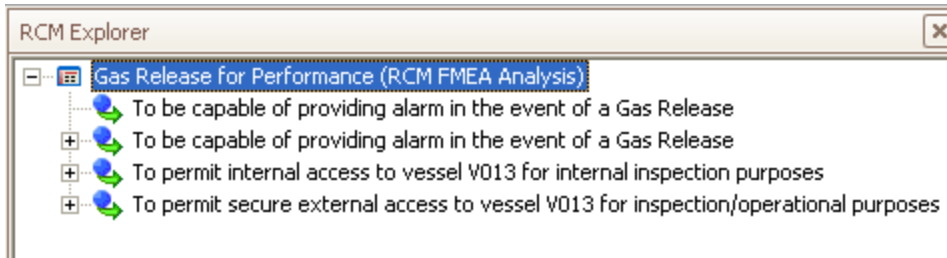 RCM Explorer
Gas Release for Performance (RCM FMEA Analysis)
To be capable of providing alarm in the event of a Gas Release
To be capable of providing alarm in the event of a Gas Release
To permit internal access to vessel V013 for internal inspection purposes
To permit secure external access to vessel V013 for inspection/operational purposes